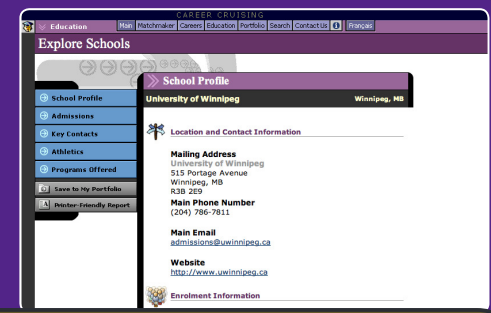 CAREER CRUISING
Education
Main Matchmaker Careers Education Portfolio Search Contact Us i Français
Explore Schools
School Profile
University of Winnipeg Winnipeg, MB
School Profile
Admissions
Key Contacts
Athletics
Programs Offered
Save to My Portfolio
Printer-Friendly Report
Location and Contact Information
Mailing Address
University of Winnipeg
515 Portage Avenue
Winnipeg, MB
R3B 2E9
Main Phone Number
(204) 786-7811
Main Email
admissions@uwinnipeg.ca
Website
http://www.uwinnipeg.ca
Enrolment Information